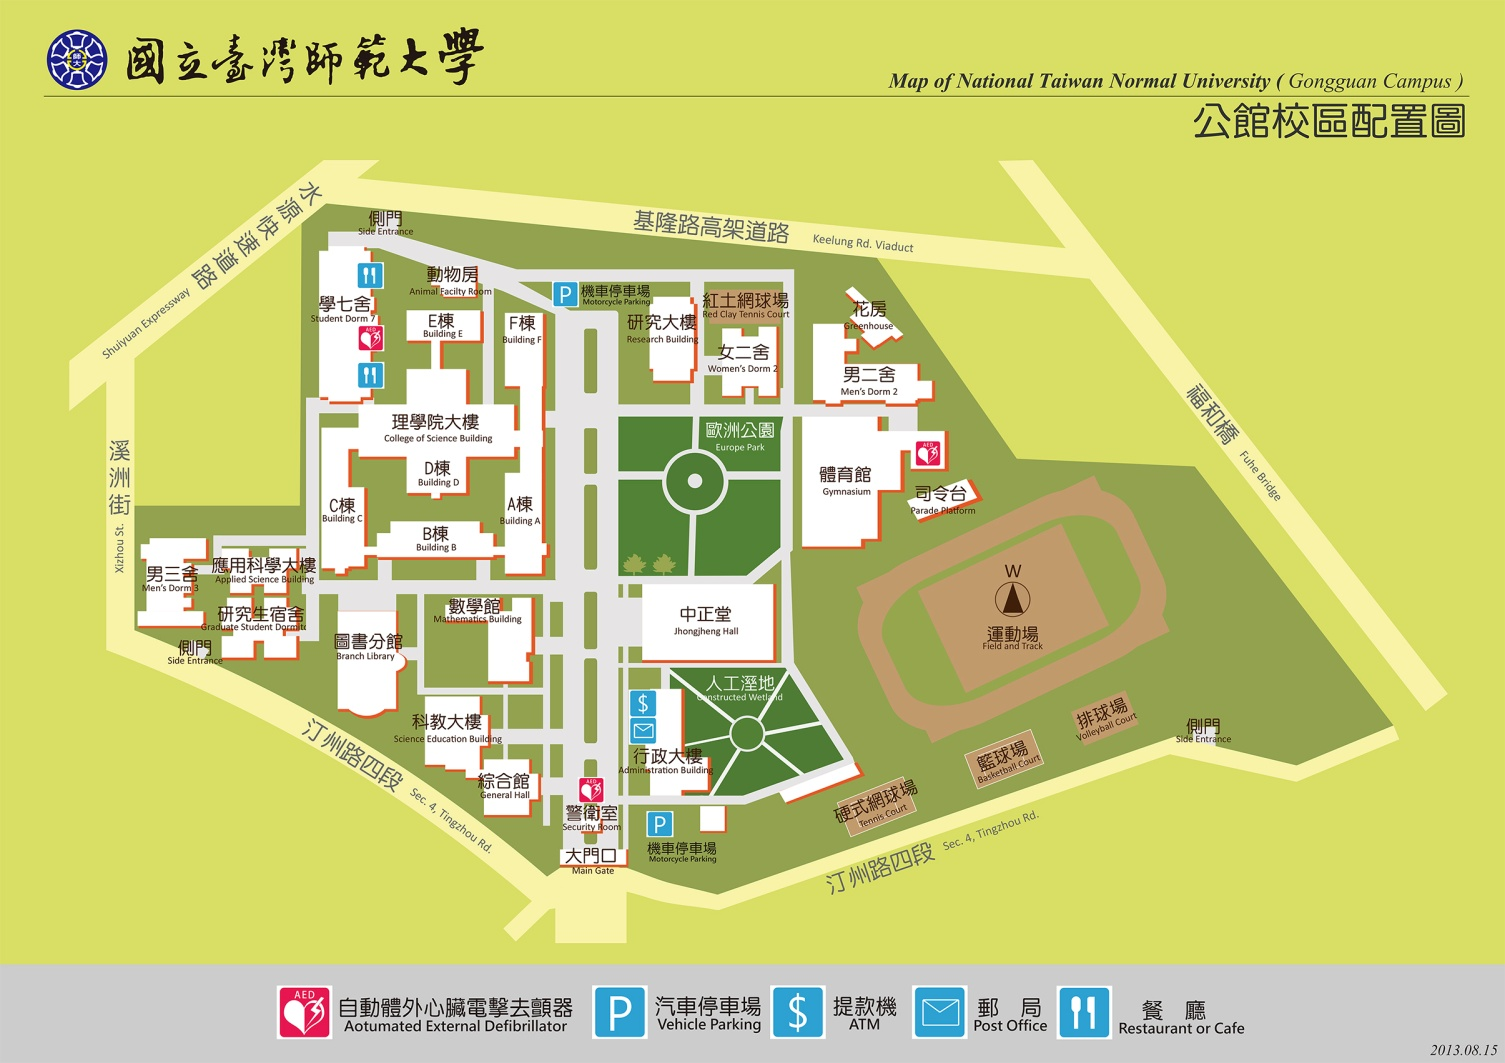 師大
國立臺灣師範大學
Map of National Taiwan Normal University ( Gongguan Campus )
公館校區配置圖
水源快速道路
Shuiyuan Expressway
側門
Side Entrance
基隆路高架道路
Keelung Rd. Viaduct
動物房
Animal Facilty Room
學七舍
Student Dorm 7
AED
E棟
Building E
F棟
Building F
P
機車停車場
Motorcycle Parking
研究大樓
Research Building
紅土網球場
Red Clay Tennis Court
女二舍
Women's Dorm 2
花房
Greenhouse
男二舍
Men's Dorm 2
福和橋
Fuhe Bridge
理學院大樓
College of Science Building
歐洲公園
Europe Park
AED
體育館
Gymnasium
司令台
Parade Platform
溪洲街
Xizhou St.
D棟
Building D
C棟
Building C
A棟
Building A
B棟
Building B
男三舍
Men's Dorm 3
應用科學大樓
Applied Science Building
研究生宿舍
Graduate Student Dormito
側門
Side Entrance
圖書分館
Branch Library
數學館
Mathematics Building
中正堂
Jhongjheng Hall
W
運動場
Field and Track
人工溼地
Constructed Wetland
$
科教大樓
Science Education Building
行政大樓
Administration Building
綜合館
General Hall
AED
警衛室
Security Room
大門口
Main Gate
P
機車停車場
Motorcycle Parking
排球場
Volleyball Court
籃球場
Basketball Court
硬式網球場
Tennis Court
側門
Side Entrance
汀州路四段
Sec. 4, Tingzhou Rd.
汀州路四段
Sec. 4, Tingzhou Rd.
AED
自動體外心臟電擊去顫器
Aotumated External Defibrillator
P
汽車停車場
Vehicle Parking
$
提款機
ATM
郵 局
Post Office
餐 廳
Restaurant or Cafe
2013.08.15